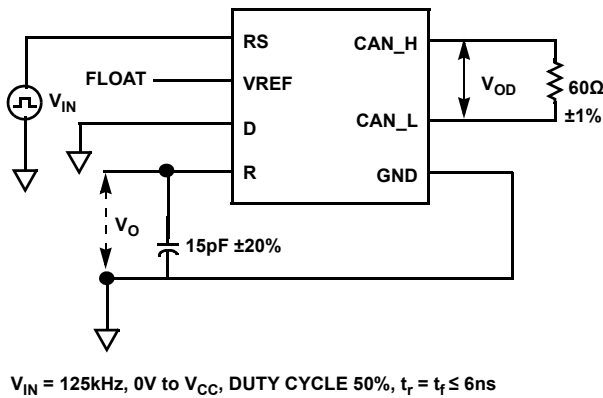 RS
CAN_H
V_IN
FLOAT
VREF
V_OD
60Ω
±1%
D
CAN_L
R
GND
V_O
15pF ±20%
V_IN = 125kHz, 0V to V_CC, DUTY CYCLE 50%, t_r = t_f ≤ 6ns